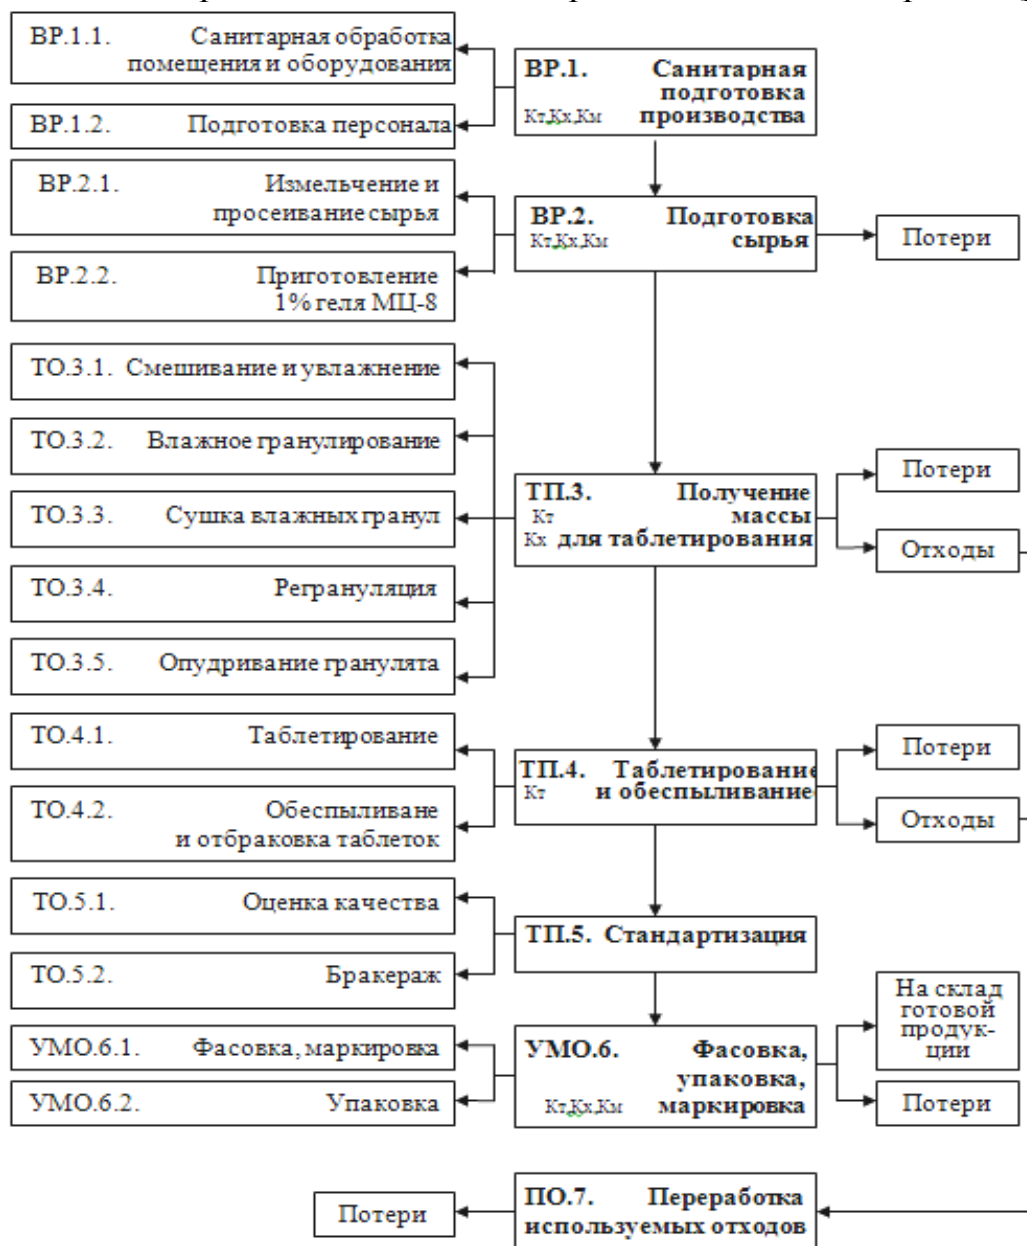 ВР.1.1. Санитарная обработка
помещения и оборудования
ВР.1. Санитарная
подготовка
Кт,Кх,Км производства
ВР.1.2. Подготовка персонала
ВР.2.1. Измельчение и
просеивание сырья
ВР.2. Подготовка
Кт,Кх,Км сырья
Потери
ВР.2.2. Приготовление
1% геля МЦ-8
ТО.3.1. Смешивание и увлажнение
ТО.3.2. Влажное гранулирование
ТО.3.3. Сушка влажных гранул
ТП.3. Получение
Кт массы
Кх для таблетирования
Потери
Отходы
ТО.3.4. Регрануляция
ТО.3.5. Опудривание гранулята
ТО.4.1. Таблетирование
ТП.4. Таблетирование
Кт и обеспыливание
Потери
Отходы
ТО.4.2. Обеспыливане
и отбраковка таблеток
ТО.5.1. Оценка качества
ТП.5. Стандартизация
ТО.5.2. Бракераж
На склад
готовой
продук-
ции
УМО.6.1. Фасовка, маркировка
УМО.6. Фасовка,
упаковка,
Кт,Кх,Км маркировка
УМО.6.2. Упаковка
Потери
ПО.7. Переработка
используемых отходов
Потери